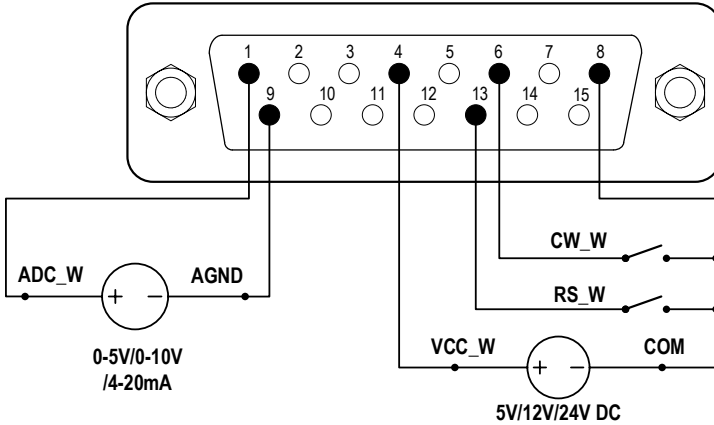 1 2 3 4 5 6 7 8
9 10 11 12 13 14 15
CW_W
ADC_W + − AGND
RS_W
0-5V/0-10V
/4-20mA
VCC_W + − COM
5V/12V/24V DC